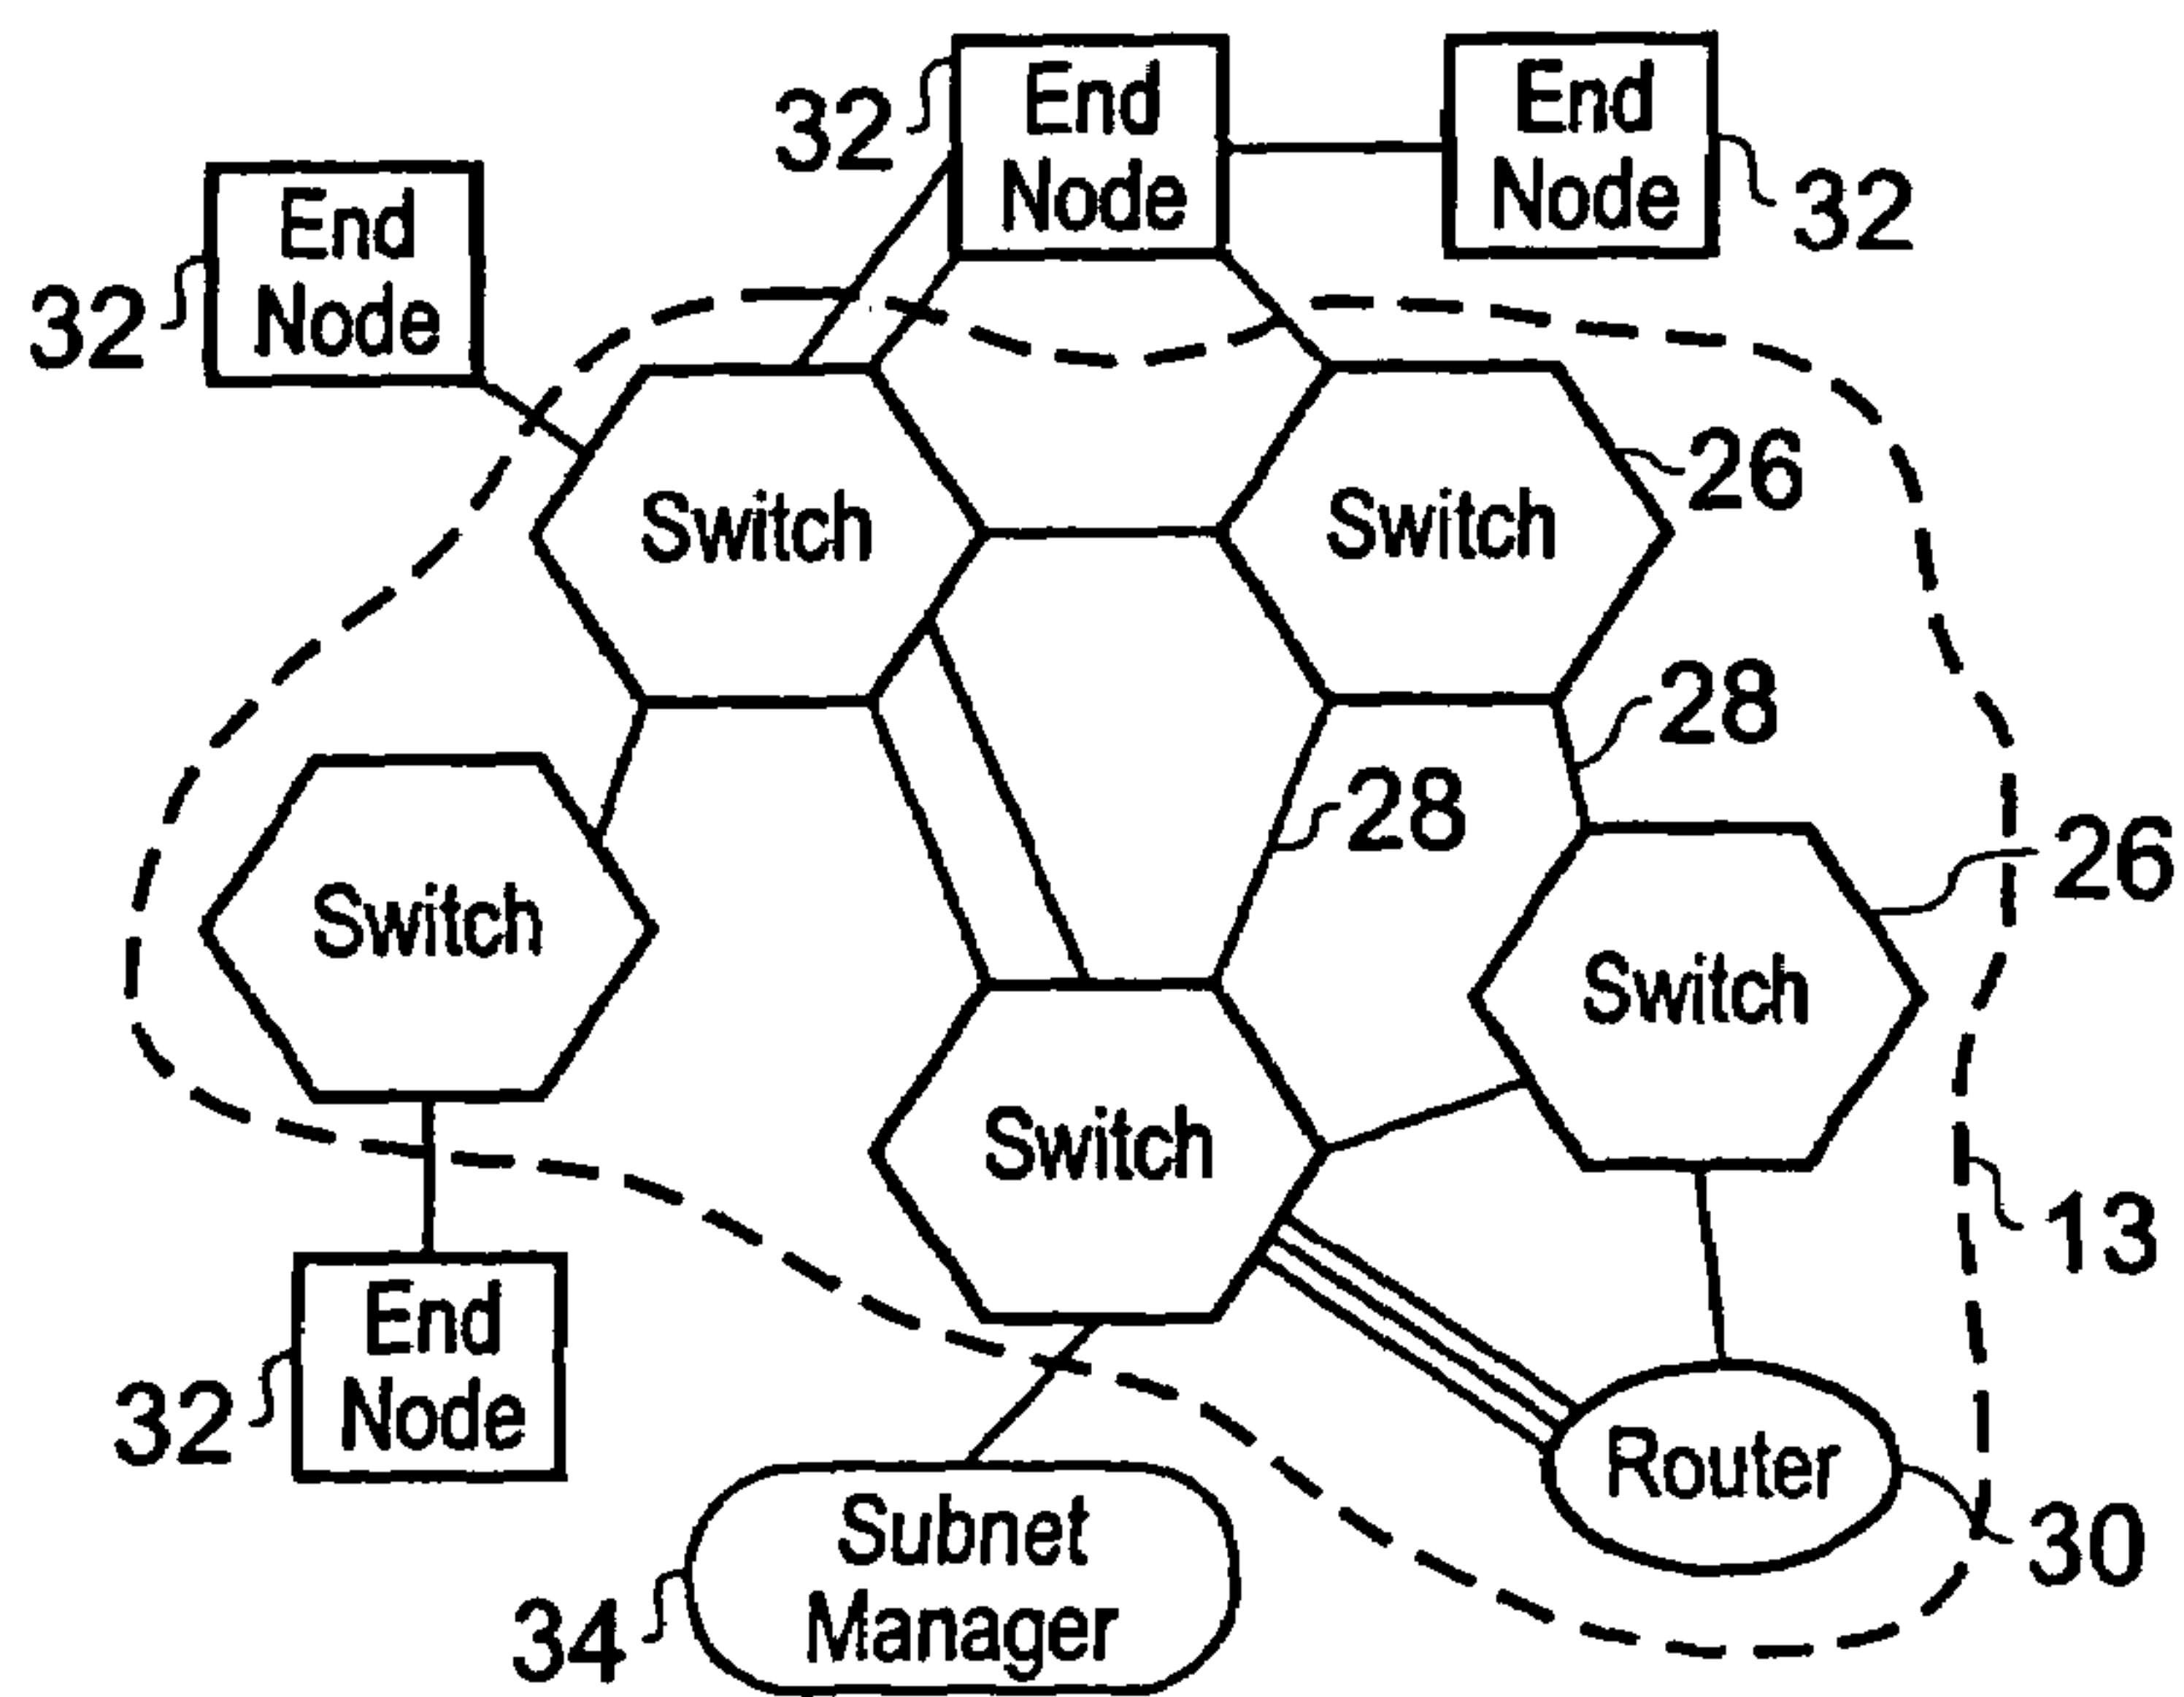 End
Node
32
End
Node
32
End
Node
32
Switch
Switch
26
28
28
Switch
Switch
26
Switch
13
End
Node
32
Router
30
Subnet
Manager
34